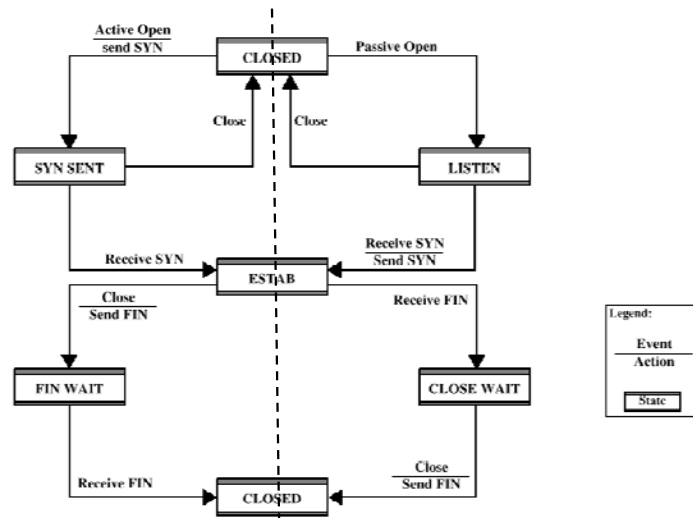 Active Open
send SYN
CLOSED
Passive Open
Close
Close
SYN SENT
LISTEN
Receive SYN
Receive SYN
Send SYN
ESTAB
Close
Send FIN
Receive FIN
Legend:
Event
Action
State
FIN WAIT
CLOSE WAIT
Receive FIN
Close
Send FIN
CLOSED